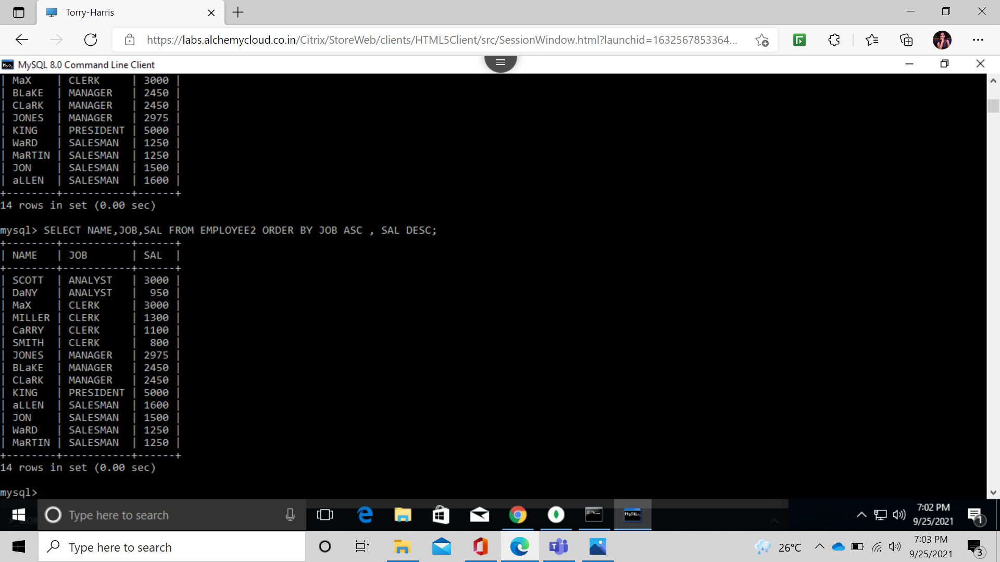 Torry-Harris
https://labs.alchemycloud.co.in/Citrix/StoreWeb/clients/HTML5Client/src/SessionWindow.html?launchid=1632567853364...
MySQL 8.0 Command Line Client
| MaX    | CLERK     | 3000 |
| BLaKE  | MANAGER   | 2450 |
| CLaRK  | MANAGER   | 2450 |
| JONES  | MANAGER   | 2975 |
| KING   | PRESIDENT | 5000 |
| WaRD   | SALESMAN  | 1250 |
| MaRTIN | SALESMAN  | 1250 |
| JON    | SALESMAN  | 1500 |
| aLLEN  | SALESMAN  | 1600 |
+--------+-----------+------+
14 rows in set (0.00 sec)
mysql> SELECT NAME,JOB,SAL FROM EMPLOYEE2 ORDER BY JOB ASC , SAL DESC;
+--------+-----------+------+
| NAME   | JOB       | SAL  |
+--------+-----------+------+
| SCOTT  | ANALYST   | 3000 |
| DaNY   | ANALYST   |  950 |
| MaX    | CLERK     | 3000 |
| MILLER | CLERK     | 1300 |
| CaRRY  | CLERK     | 1100 |
| SMITH  | CLERK     |  800 |
| JONES  | MANAGER   | 2975 |
| BLaKE  | MANAGER   | 2450 |
| CLaRK  | MANAGER   | 2450 |
| KING   | PRESIDENT | 5000 |
| aLLEN  | SALESMAN  | 1600 |
| JON    | SALESMAN  | 1500 |
| WaRD   | SALESMAN  | 1250 |
| MaRTIN | SALESMAN  | 1250 |
+--------+-----------+------+
14 rows in set (0.00 sec)
mysql>
Type here to search
7:02 PM
9/25/2021
1
Type here to search
26°C
7:03 PM
9/25/2021
3